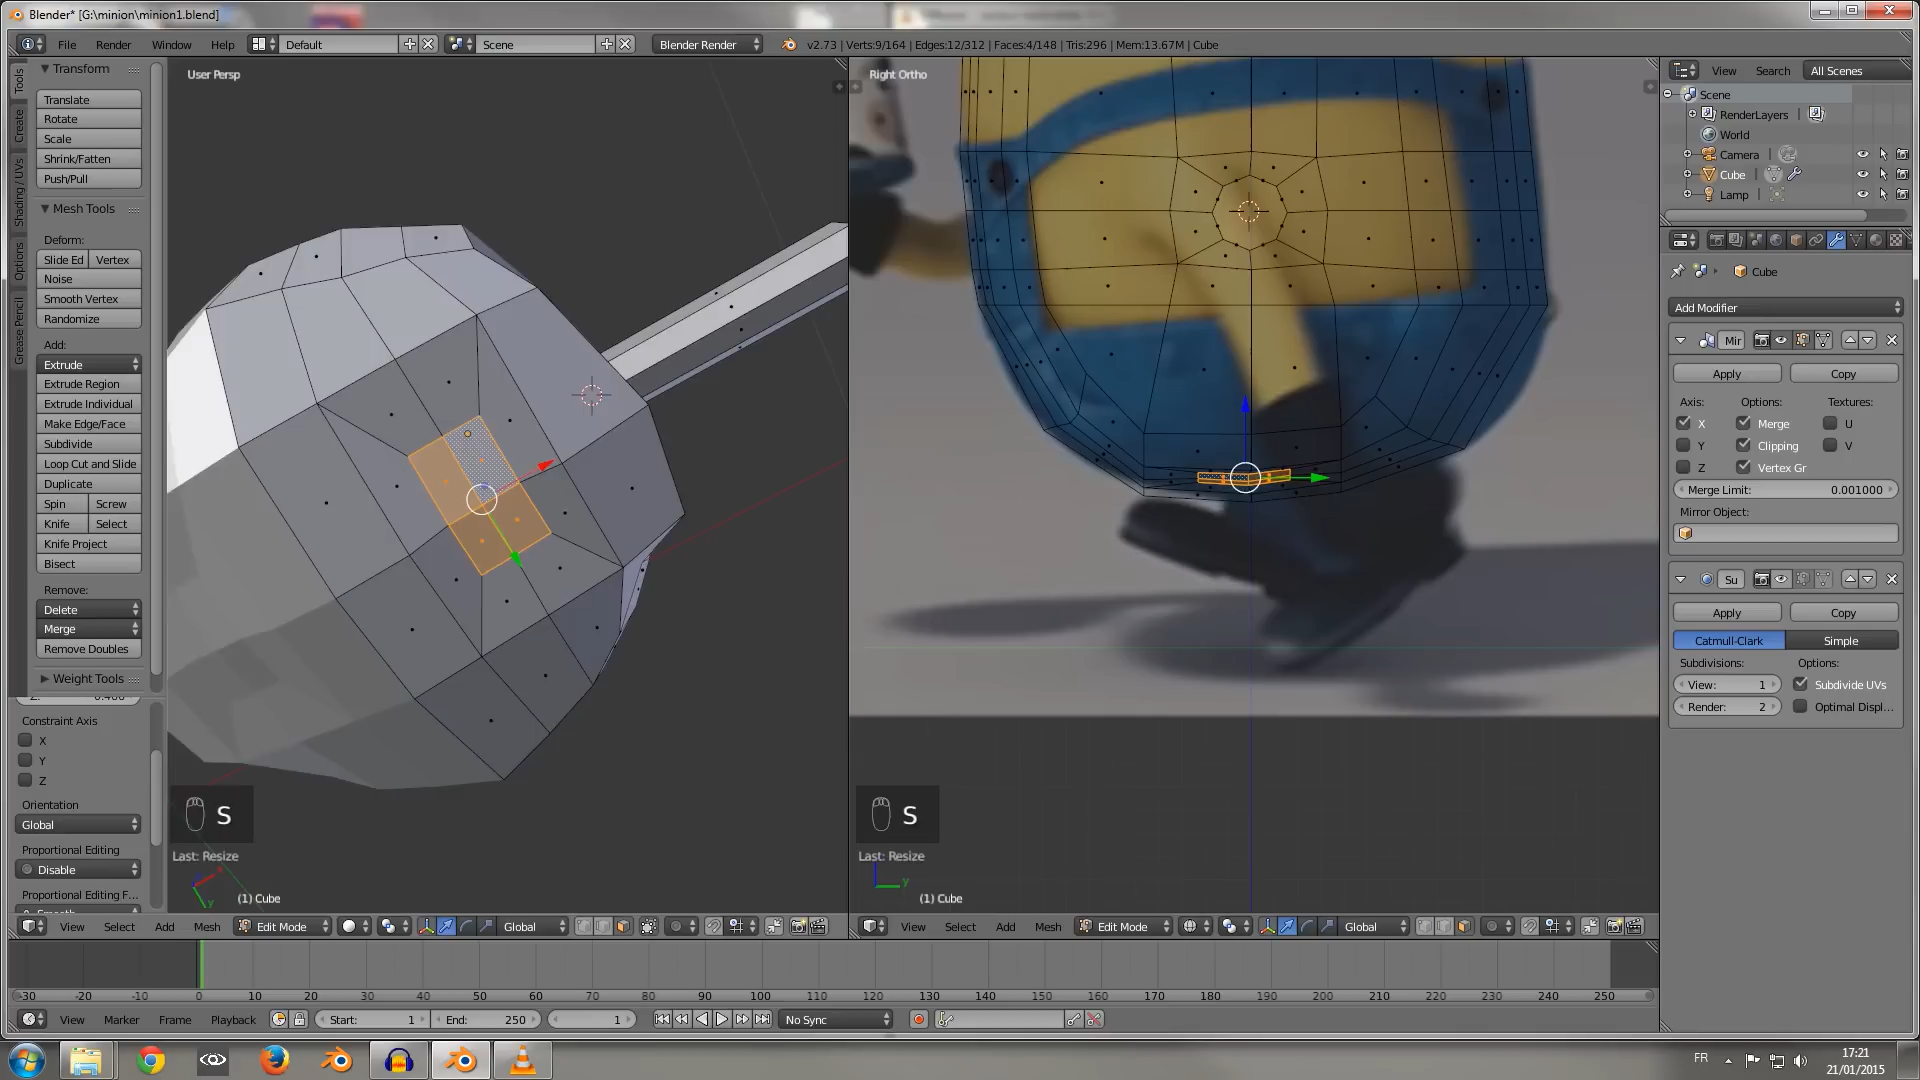 Blender* [G:\minion\minion1.blend]
File Render Window Help Default Scene Blender Render v2.73 | Verts:9/164 | Edges:12/312 | Faces:4/148 | Tris:296 | Mem:13.67M | Cube
Tools
Create
Shading / UVs
Options
Grease Pencil
Transform
Translate
Rotate
Scale
Shrink/Fatten
Push/Pull
Mesh Tools
Deform:
Slide Ed Vertex
Noise
Smooth Vertex
Randomize
Add:
Extrude
Extrude Region
Extrude Individual
Make Edge/Face
Subdivide
Loop Cut and Slide
Duplicate
Spin Screw
Knife Select
Knife Project
Bisect
Remove:
Delete
Merge
Remove Doubles
Weight Tools
Constraint Axis
X
Y
Z
Orientation
Global
Proportional Editing
Disable
Proportional Editing F...
User Persp
S
Last: Resize
y
(1) Cube
View Select Add Mesh Edit Mode Global
Right Ortho
S
Last: Resize
y
(1) Cube
View Select Add Mesh Edit Mode Global
View Search All Scenes
Scene
RenderLayers |
World
Camera |
Cube |
Lamp |
Cube
Add Modifier
Mir
Apply Copy
Axis: Options: Textures:
X Merge U
Y Clipping V
Z Vertex Gr
Merge Limit: 0.001000
Mirror Object:
Su
Apply Copy
Catmull-Clark Simple
Subdivisions: Options:
View: 1 Subdivide UVs
Render: 2 Optimal Displ...
-30 -20 -10 0 10 20 30 40 50 60 70 80 90 100 110 120 130 140 150 160 170 180 190 200 210 220 230 240 250
View Marker Frame Playback Start: 1 End: 250 1 No Sync
FR
17:21
21/01/2015